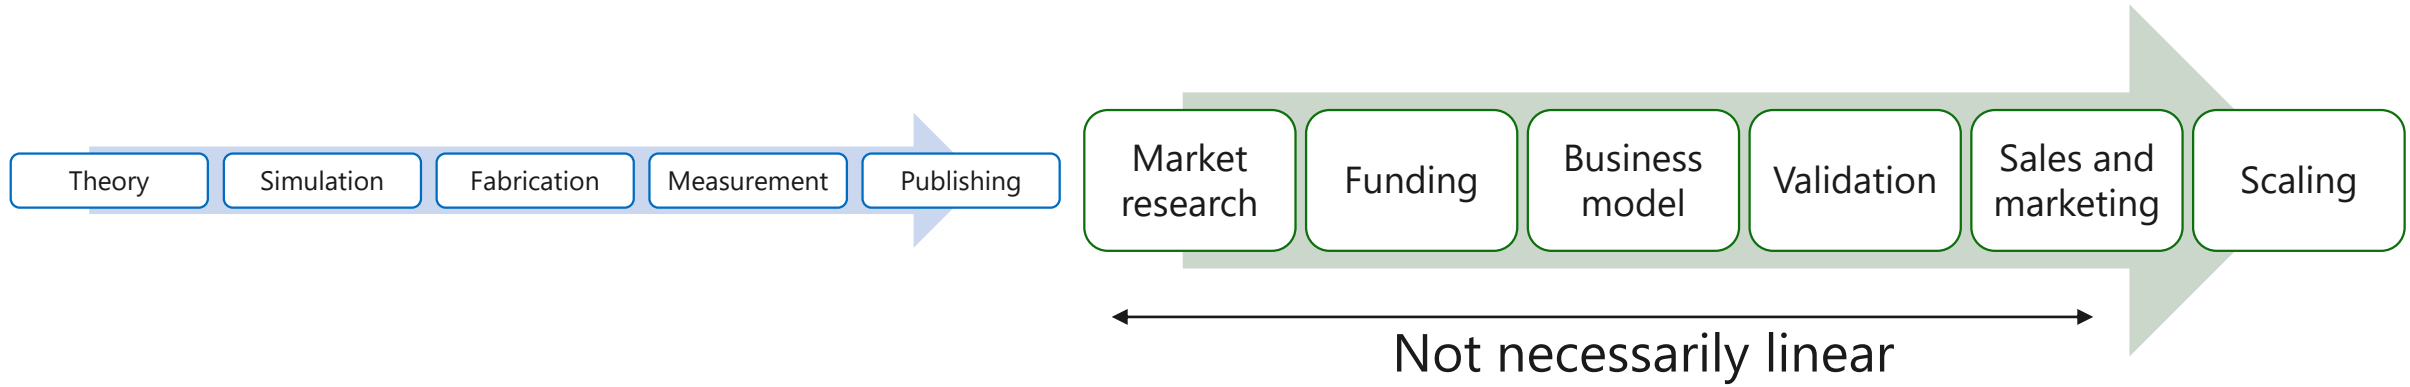 Theory
Simulation
Fabrication
Measurement
Publishing
Market
research
Funding
Business
model
Validation
Sales and
marketing
Scaling
Not necessarily linear